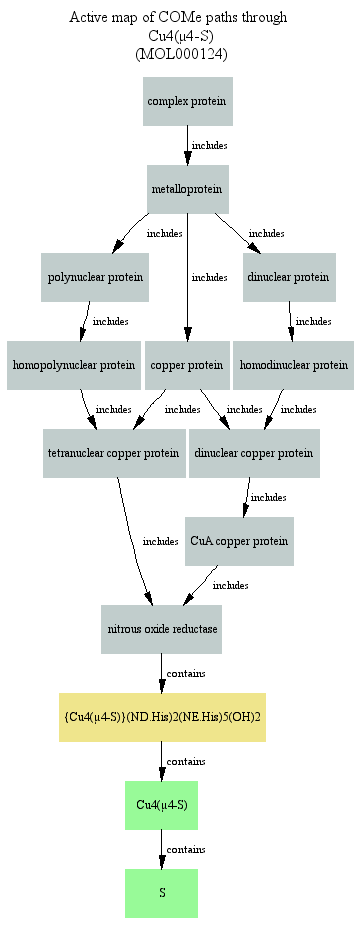 Active map of COMe paths through
Cu4(μ4-S)
(MOL000124)
complex protein
includes
metalloprotein
includes
includes
includes
polynuclear protein
dinuclear protein
includes
includes
homopolynuclear protein
copper protein
homodinuclear protein
includes
includes
includes
includes
tetranuclear copper protein
dinuclear copper protein
includes
CuA copper protein
includes
includes
nitrous oxide reductase
contains
{Cu4(μ4-S)}(ND.His)2(NE.His)5(OH)2
contains
Cu4(μ4-S)
contains
S